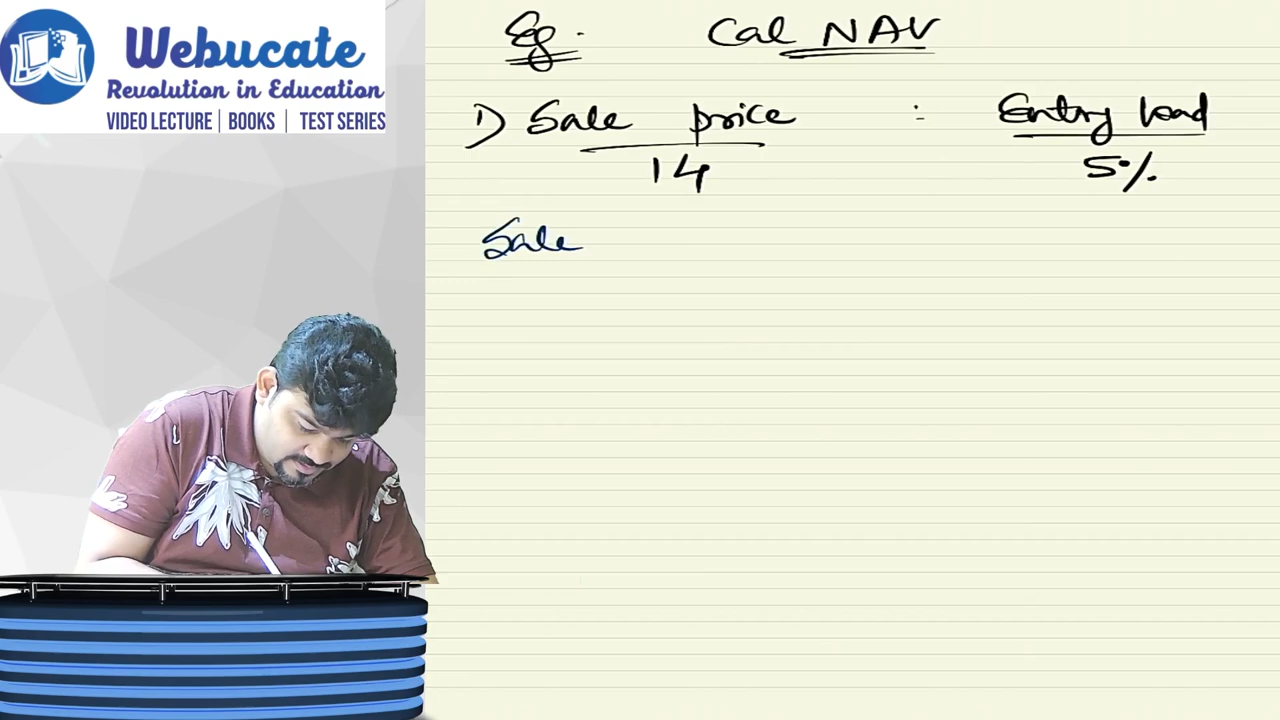 Webucate
Revolution in Education
VIDEO LECTURE | BOOKS | TEST SERIES
Eg. Cal NAV
1) Sale price : Entry load
14 5%
Sale